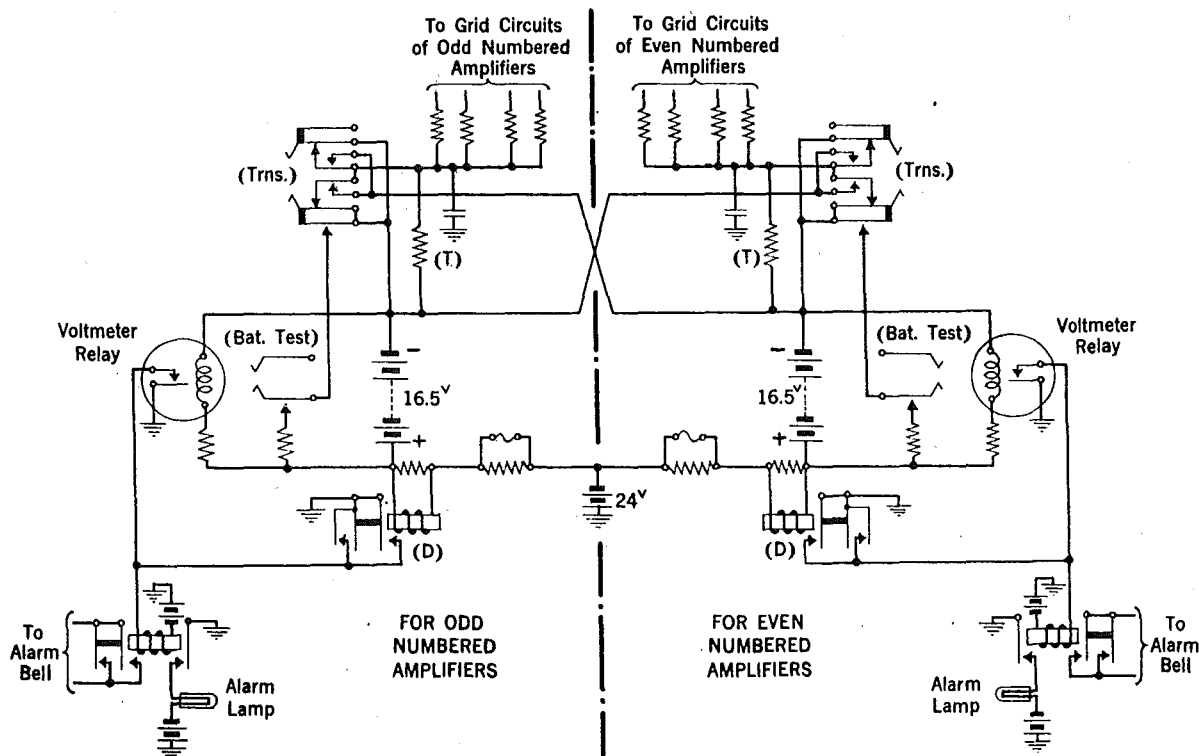 To Grid Circuits
of Odd Numbered
Amplifiers
To Grid Circuits
of Even Numbered
Amplifiers
(Trns.)
(Trns.)
(T)
(T)
Voltmeter
Relay
(Bat. Test)
(Bat. Test)
Voltmeter
Relay
−
16.5v
+
−
16.5v
+
24v
(D)
(D)
FOR ODD
NUMBERED
AMPLIFIERS
FOR EVEN
NUMBERED
AMPLIFIERS
To
Alarm
Bell
Alarm
Lamp
Alarm
Lamp
To
Alarm
Bell